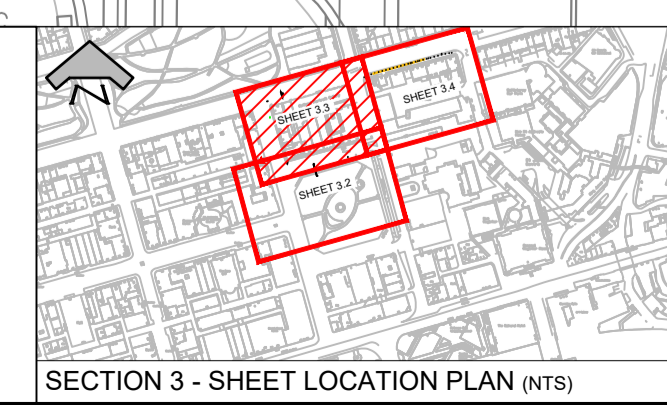 SHEET 3.3
SHEET 3.4
SHEET 3.2
SECTION 3 - SHEET LOCATION PLAN (NTS)